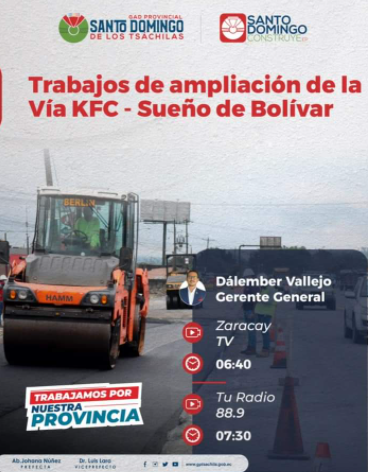 GAD PROVINCIAL
SANTO DOMINGO
DE LOS TSÁCHILAS
SANTO
DOMINGO
CONSTRUYE
Trabajos de ampliación de la
Vía KFC - Sueño de Bolívar
BERLIN
HAMM
Dálember Vallejo
Gerente General
Zaracay
TV
06:40
Tu Radio
88.9
07:30
TRABAJAMOS POR
NUESTRA
PROVINCIA
Ab. Johana Núñez
PREFECTA
Dr. Luis Lara
VICEPREFECTO